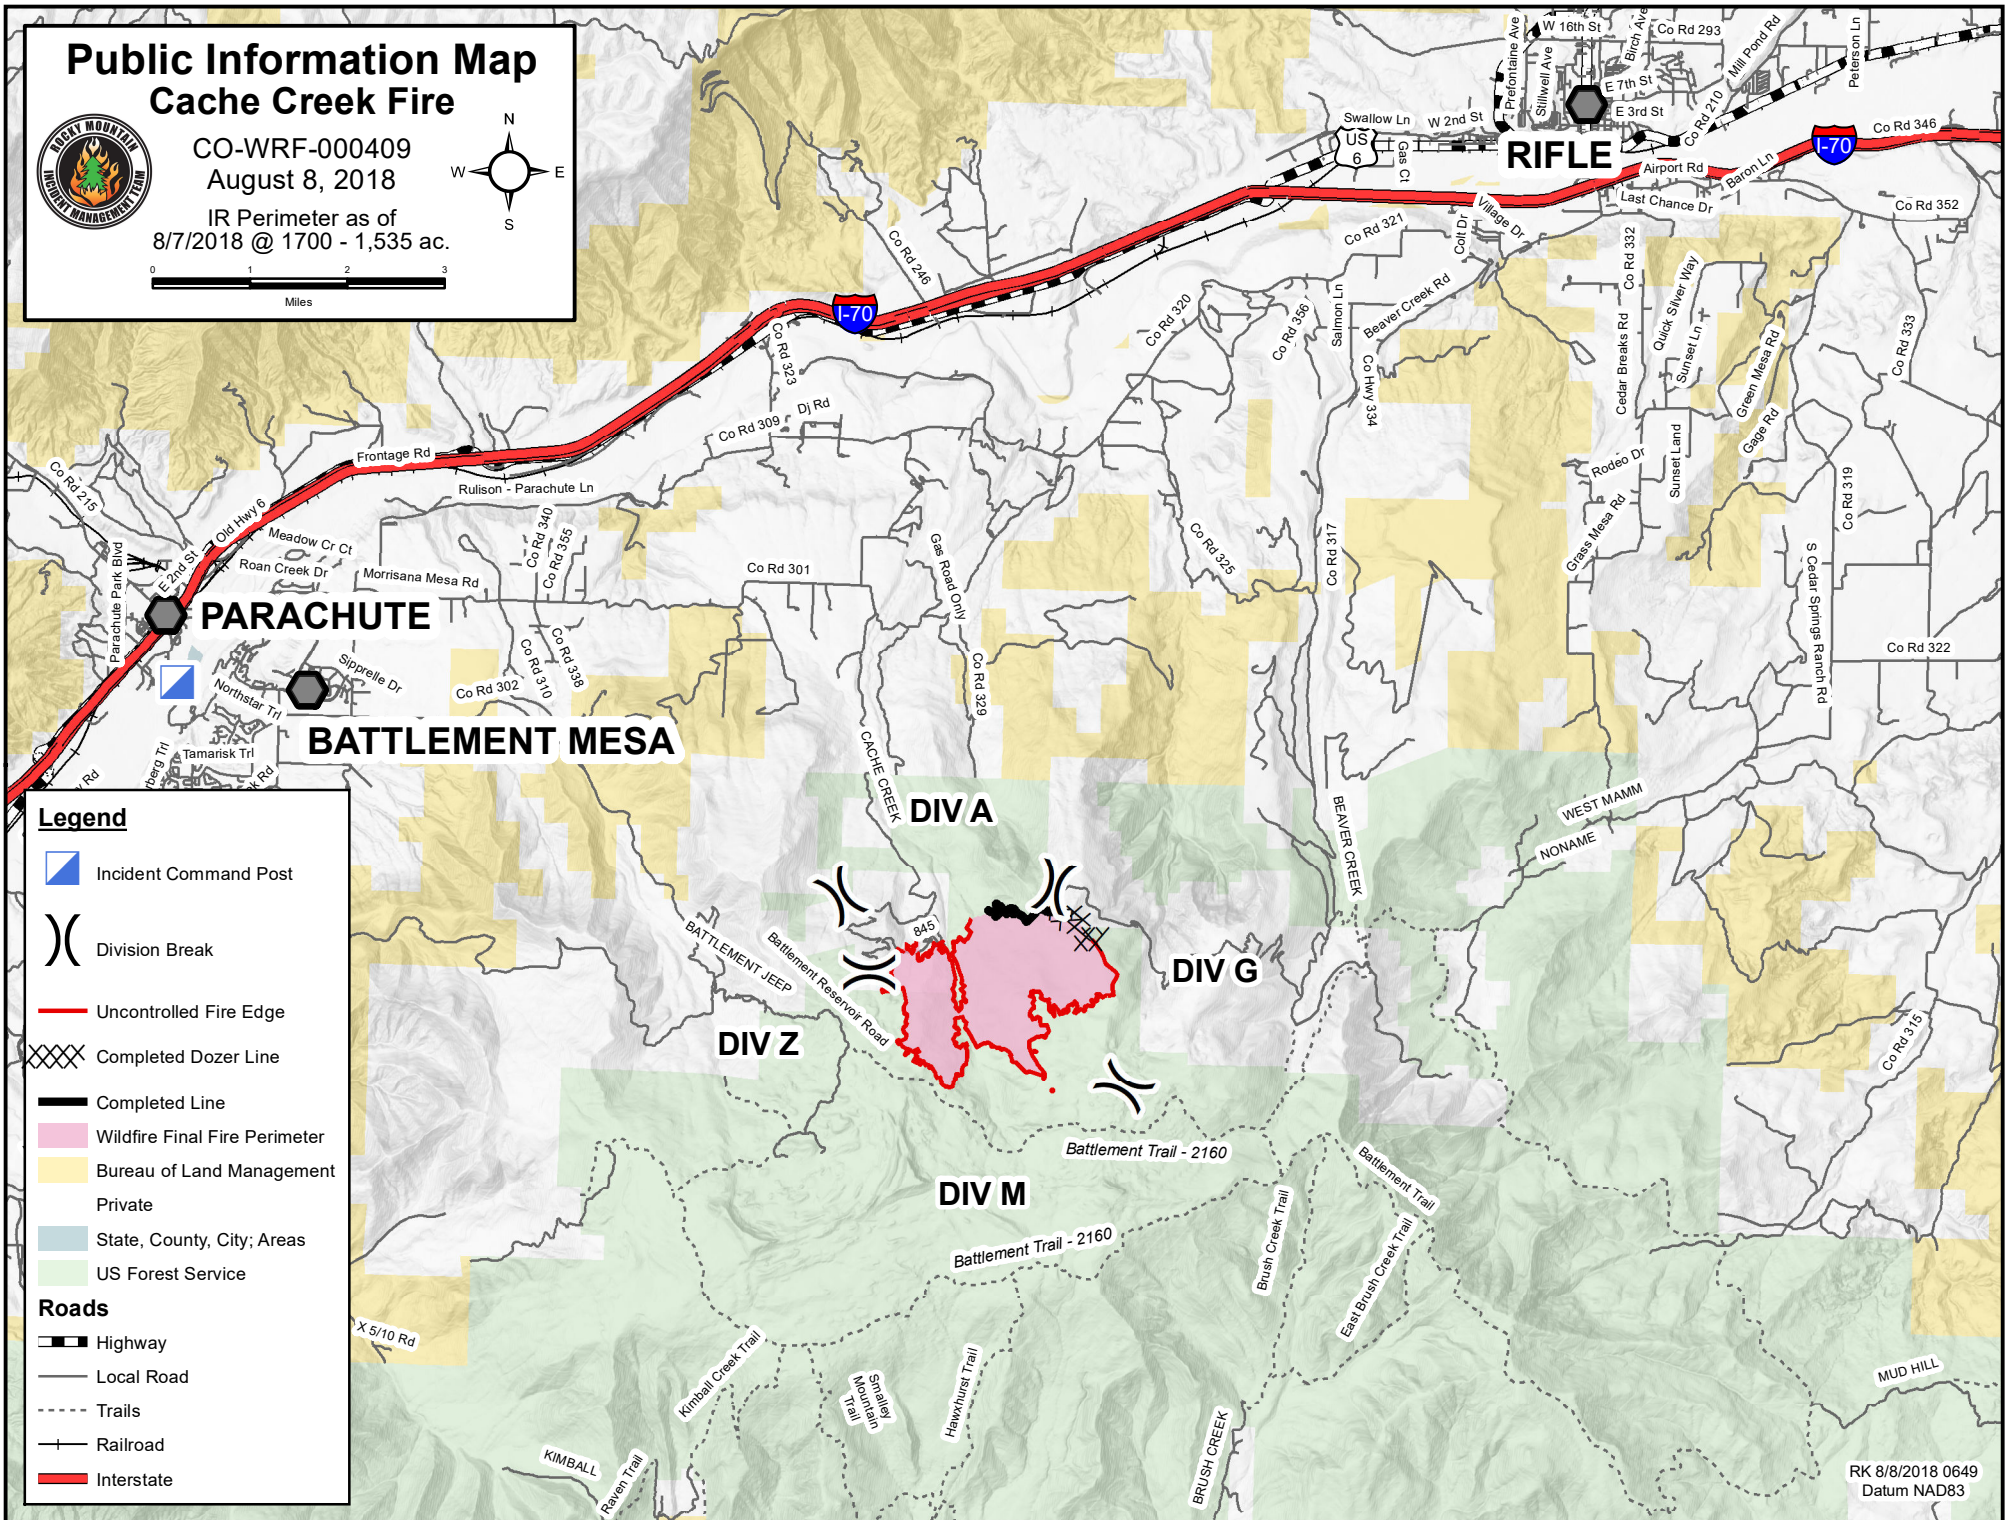 Public Information Map
Cache Creek Fire
CO-WRF-000409
August 8, 2018
IR Perimeter as of
8/7/2018 @ 1700 - 1,535 ac.
0 1 2 3
Miles
ROCKY MOUNTAIN
INCIDENT MANAGEMENT TEAM
N
W E
S
W 16th St
Birch Ave
Co Rd 293
Mill Pond Rd
Peterson Ln
Prefontaine Ave
Stillwell Ave
E 7th St
E 3rd St
Co Rd 210
Swallow Ln
W 2nd St
US
6
Gas Ct
RIFLE
I-70
Co Rd 346
Airport Rd
Baron Ln
Last Chance Dr
Co Rd 352
Village Dr
Colt Dr
Co Rd 321
Co Rd 246
I-70
Co Rd 332
Quick Silver Way
Co Rd 320
Co Rd 356
Salmon Ln
Beaver Creek Rd
Co Hwy 334
Cedar Breaks Rd
Sunset Ln
Green Mesa Rd
Co Rd 333
Co Rd 323
Dj Rd
Co Rd 309
Gage Rd
Frontage Rd
Rulison - Parachute Ln
Rodeo Dr
Sunset Land
Co Rd 319
Co Rd 215
Old Hwy 6
Meadow Cr Ct
Co Rd 340
Co Rd 355
Gas Road Only
Co Rd 325
Co Rd 317
Grass Mesa Rd
Parachute Park Blvd
E 2nd St
Roan Creek Dr
Morrisana Mesa Rd
Co Rd 301
S Cedar Springs Ranch Rd
PARACHUTE
Co Rd 322
Sipprelle Dr
Co Rd 302
Co Rd 310
Co Rd 338
Co Rd 329
Northstar Trl
BATTLEMENT MESA
Tamarisk Trl
rberg Trl
ek Rd
y Rd
CACHE CREEK
DIV A
BEAVER CREEK
WEST MAMM
NONAME
845
BATTLEMENT JEEP
Battlement Reservoir Road
DIV G
DIV Z
Co Rd 315
Battlement Trail - 2160
Battlement Trail
DIV M
Battlement Trail - 2160
Brush Creek Trail
East Brush Creek Trail
X 5/10 Rd
Kimball Creek Trail
Smalley
Mountain
Trail
Hawxhurst Trail
MUD HILL
KIMBALL
Raven Trail
BRUSH CREEK
Legend
Incident Command Post
Division Break
Uncontrolled Fire Edge
Completed Dozer Line
Completed Line
Wildfire Final Fire Perimeter
Bureau of Land Management
Private
State, County, City; Areas
US Forest Service
Roads
Highway
Local Road
Trails
Railroad
Interstate
RK 8/8/2018 0649
Datum NAD83